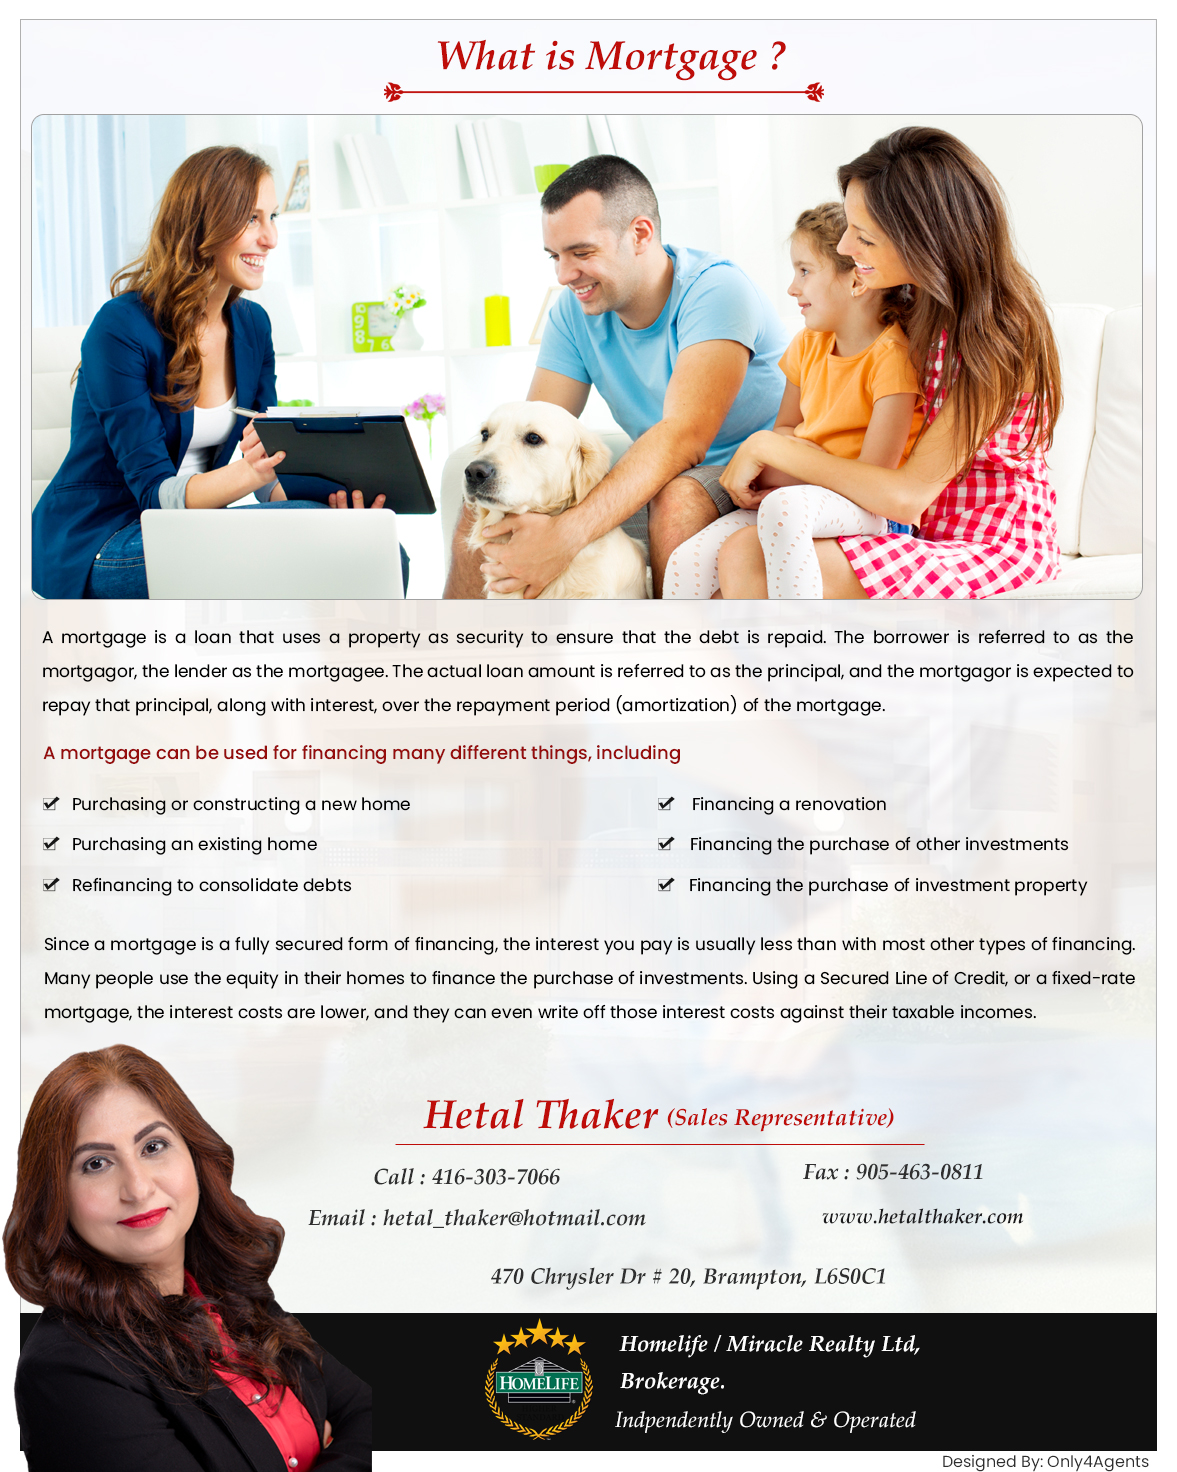 What is Mortgage ?
A mortgage is a loan that uses a property as security to ensure that the debt is repaid. The borrower is referred to as the
mortgagor, the lender as the mortgagee. The actual loan amount is referred to as the principal, and the mortgagor is expected to
repay that principal, along with interest, over the repayment period (amortization) of the mortgage.
A mortgage can be used for financing many different things, including
Purchasing or constructing a new home
Purchasing an existing home
Refinancing to consolidate debts
Financing a renovation
Financing the purchase of other investments
Financing the purchase of investment property
Since a mortgage is a fully secured form of financing, the interest you pay is usually less than with most other types of financing.
Many people use the equity in their homes to finance the purchase of investments. Using a Secured Line of Credit, or a fixed-rate
mortgage, the interest costs are lower, and they can even write off those interest costs against their taxable incomes.
Hetal Thaker (Sales Representative)
Call : 416-303-7066
Fax : 905-463-0811
Email : hetal_thaker@hotmail.com
www.hetalthaker.com
470 Chrysler Dr # 20, Brampton, L6S0C1
HOMELIFE
Homelife / Miracle Realty Ltd,
Brokerage.
Indpendently Owned & Operated
Designed By: Only4Agents